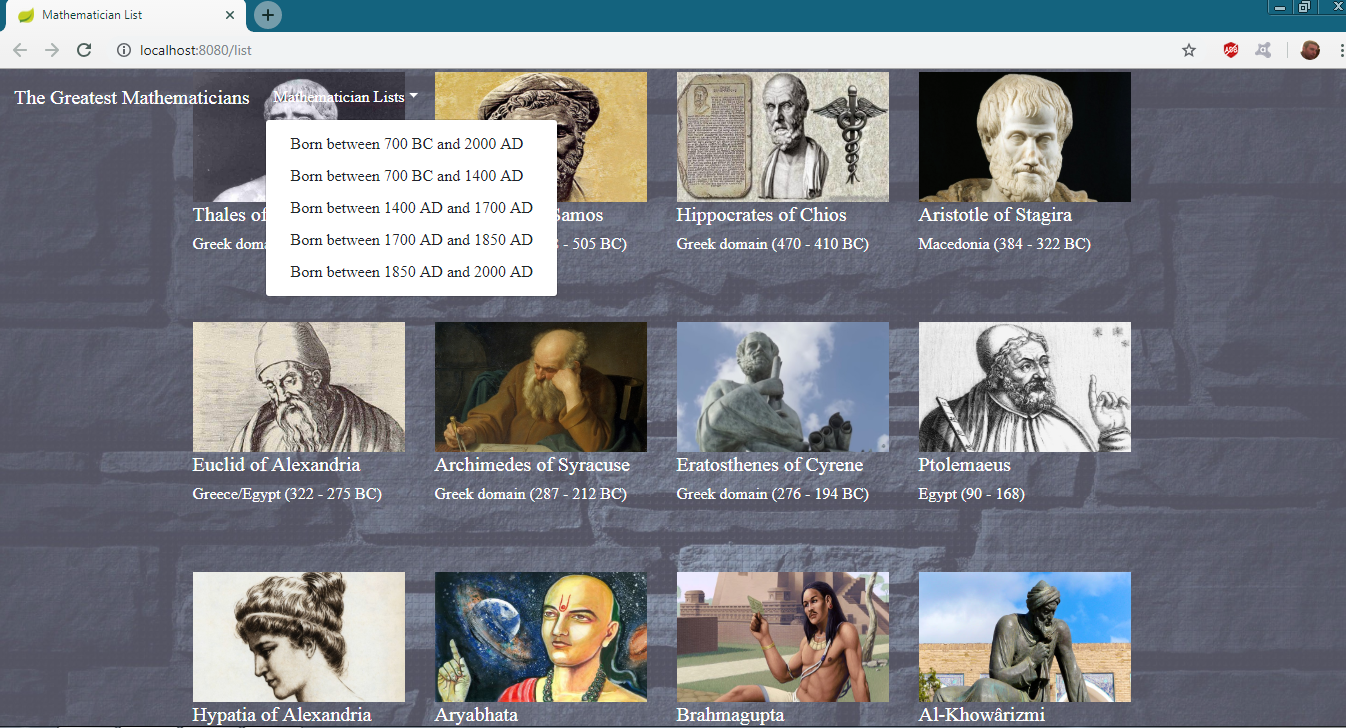 Mathematician List
localhost:8080/list
ABP
The Greatest Mathematicians
Mathematician Lists
Born between 700 BC and 2000 AD
Born between 700 BC and 1400 AD
Born between 1400 AD and 1700 AD
Born between 1700 AD and 1850 AD
Born between 1850 AD and 2000 AD
Thales of
Samos
Hippocrates of Chios
Aristotle of Stagira
Greek
- 505 BC)
Greek domain (470 - 410 BC)
Macedonia (384 - 322 BC)
Euclid of Alexandria
Archimedes of Syracuse
Eratosthenes of Cyrene
Ptolemaeus
Greece/Egypt (322 - 275 BC)
Greek domain (287 - 212 BC)
Greek domain (276 - 194 BC)
Egypt (90 - 168)
Hypatia of Alexandria
Aryabhata
Brahmagupta
Al-Khowârizmi